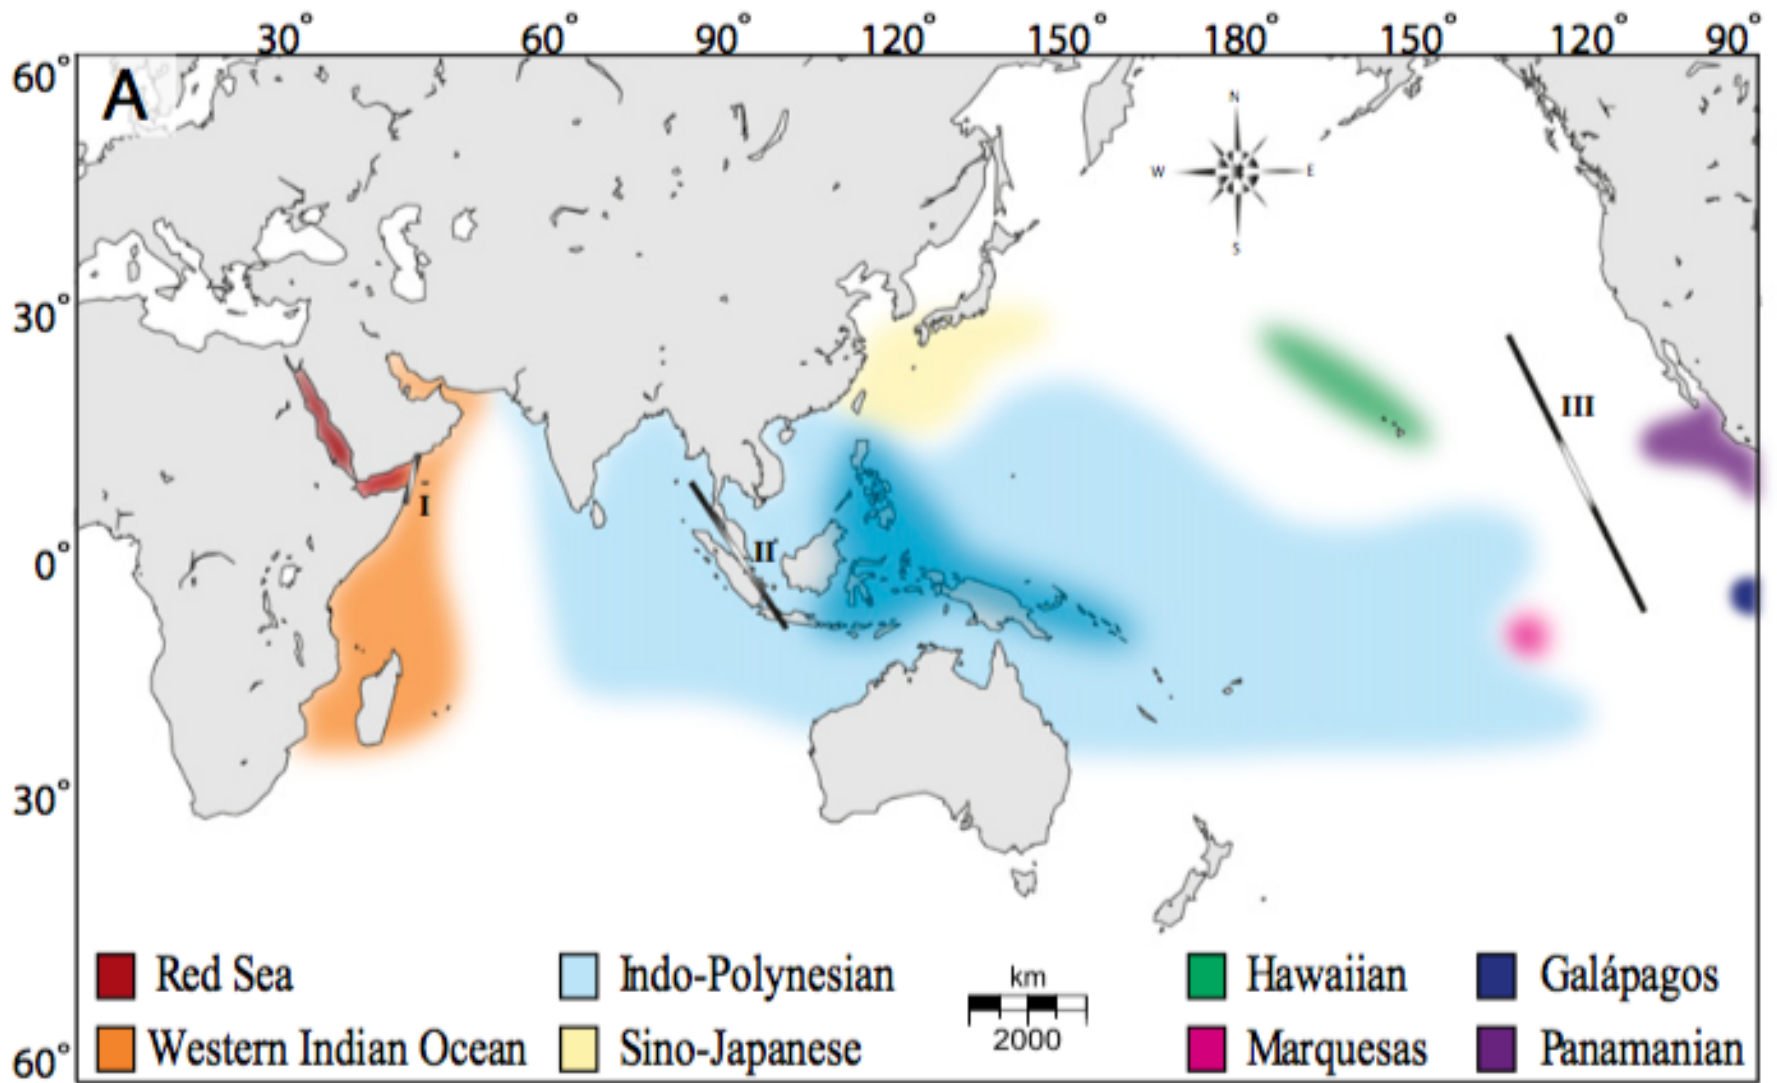 30° 60° 90° 120° 150° 180° 150° 120° 90°
60°
A
N
W E
S
30°
III
I
0°
II
30°
Red Sea Indo-Polynesian km Hawaiian Galápagos
Western Indian Ocean Sino-Japanese 2000 Marquesas Panamanian
60°